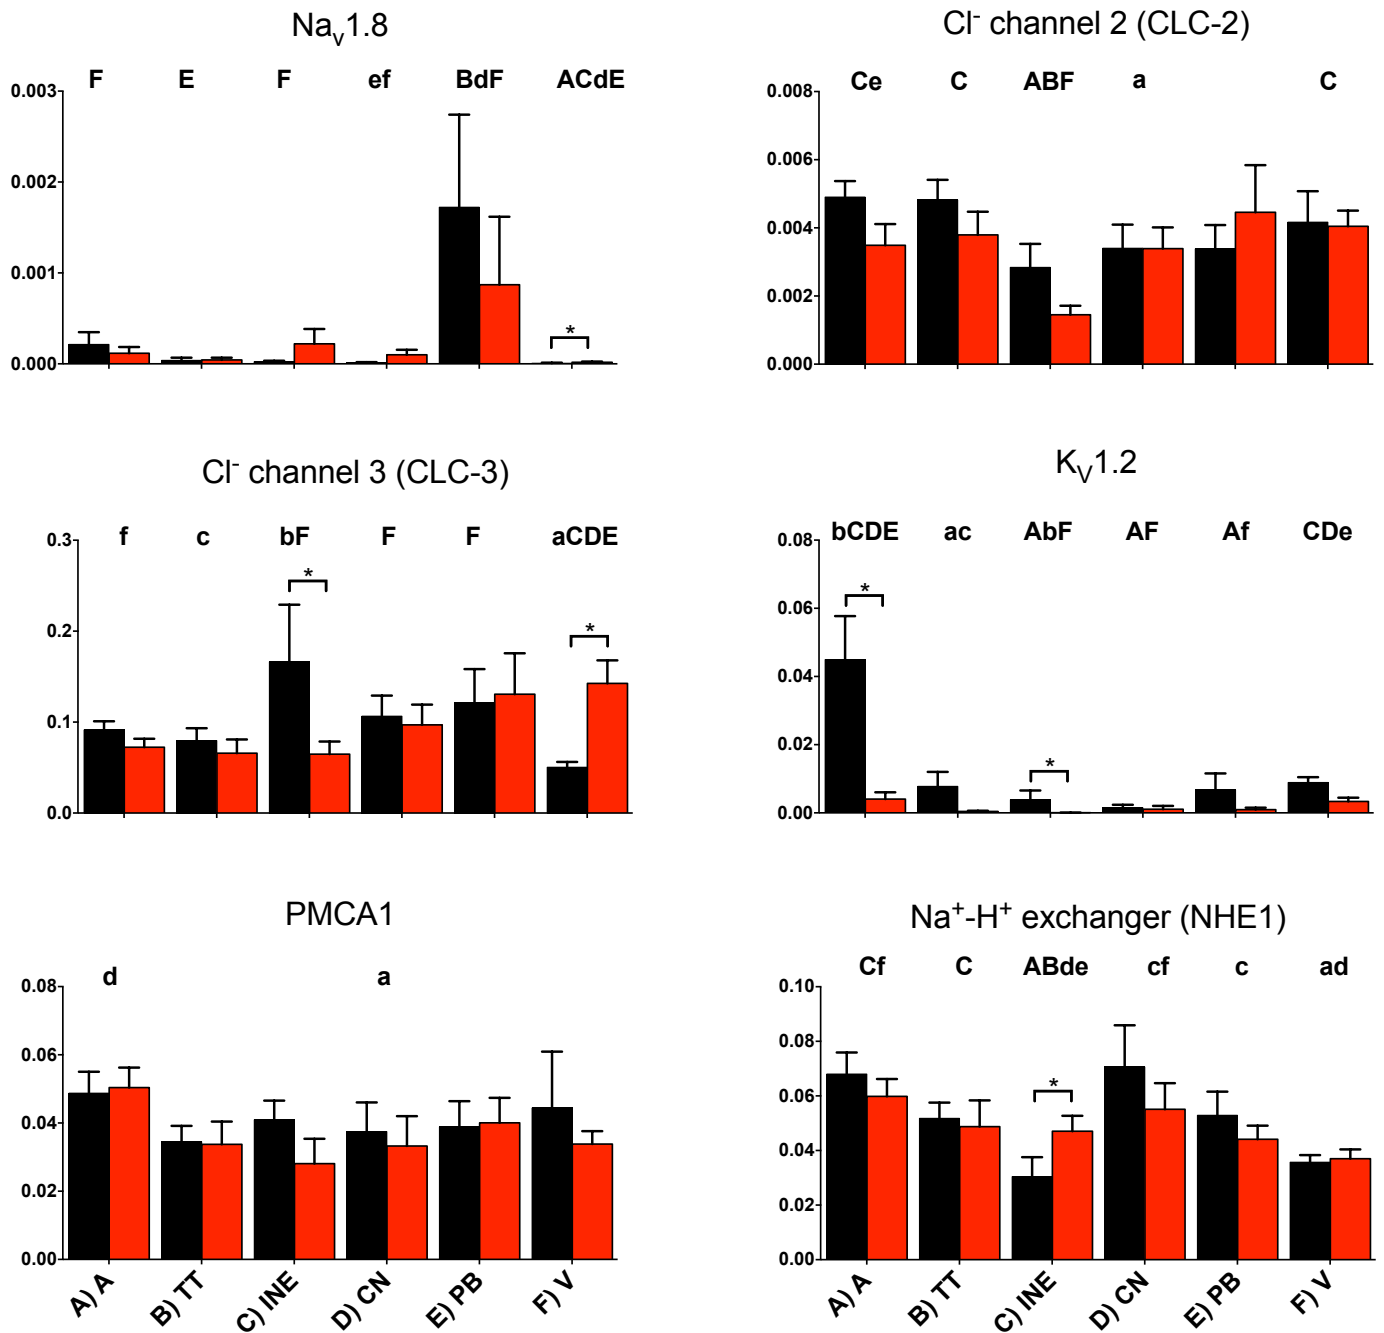 Naᵥ1.8
F E F ef BdF ACdE
0.003
0.002
0.001
0.000
*
Cl⁻ channel 2 (CLC-2)
Ce C ABF a C
0.008
0.006
0.004
0.002
0.000
Cl⁻ channel 3 (CLC-3)
f c bF F F aCDE
0.3
0.2
0.1
0.0
*
*
K_V1.2
bCDE ac AbF AF Af CDe
0.08
0.06
0.04
0.02
0.00
*
*
PMCA1
d a
0.08
0.06
0.04
0.02
0.00
A) A
B) TT
C) INE
D) CN
E) PB
F) V
Na⁺-H⁺ exchanger (NHE1)
Cf C ABde cf c ad
0.10
0.08
0.06
0.04
0.02
0.00
*
A) A
B) TT
C) INE
D) CN
E) PB
F) V